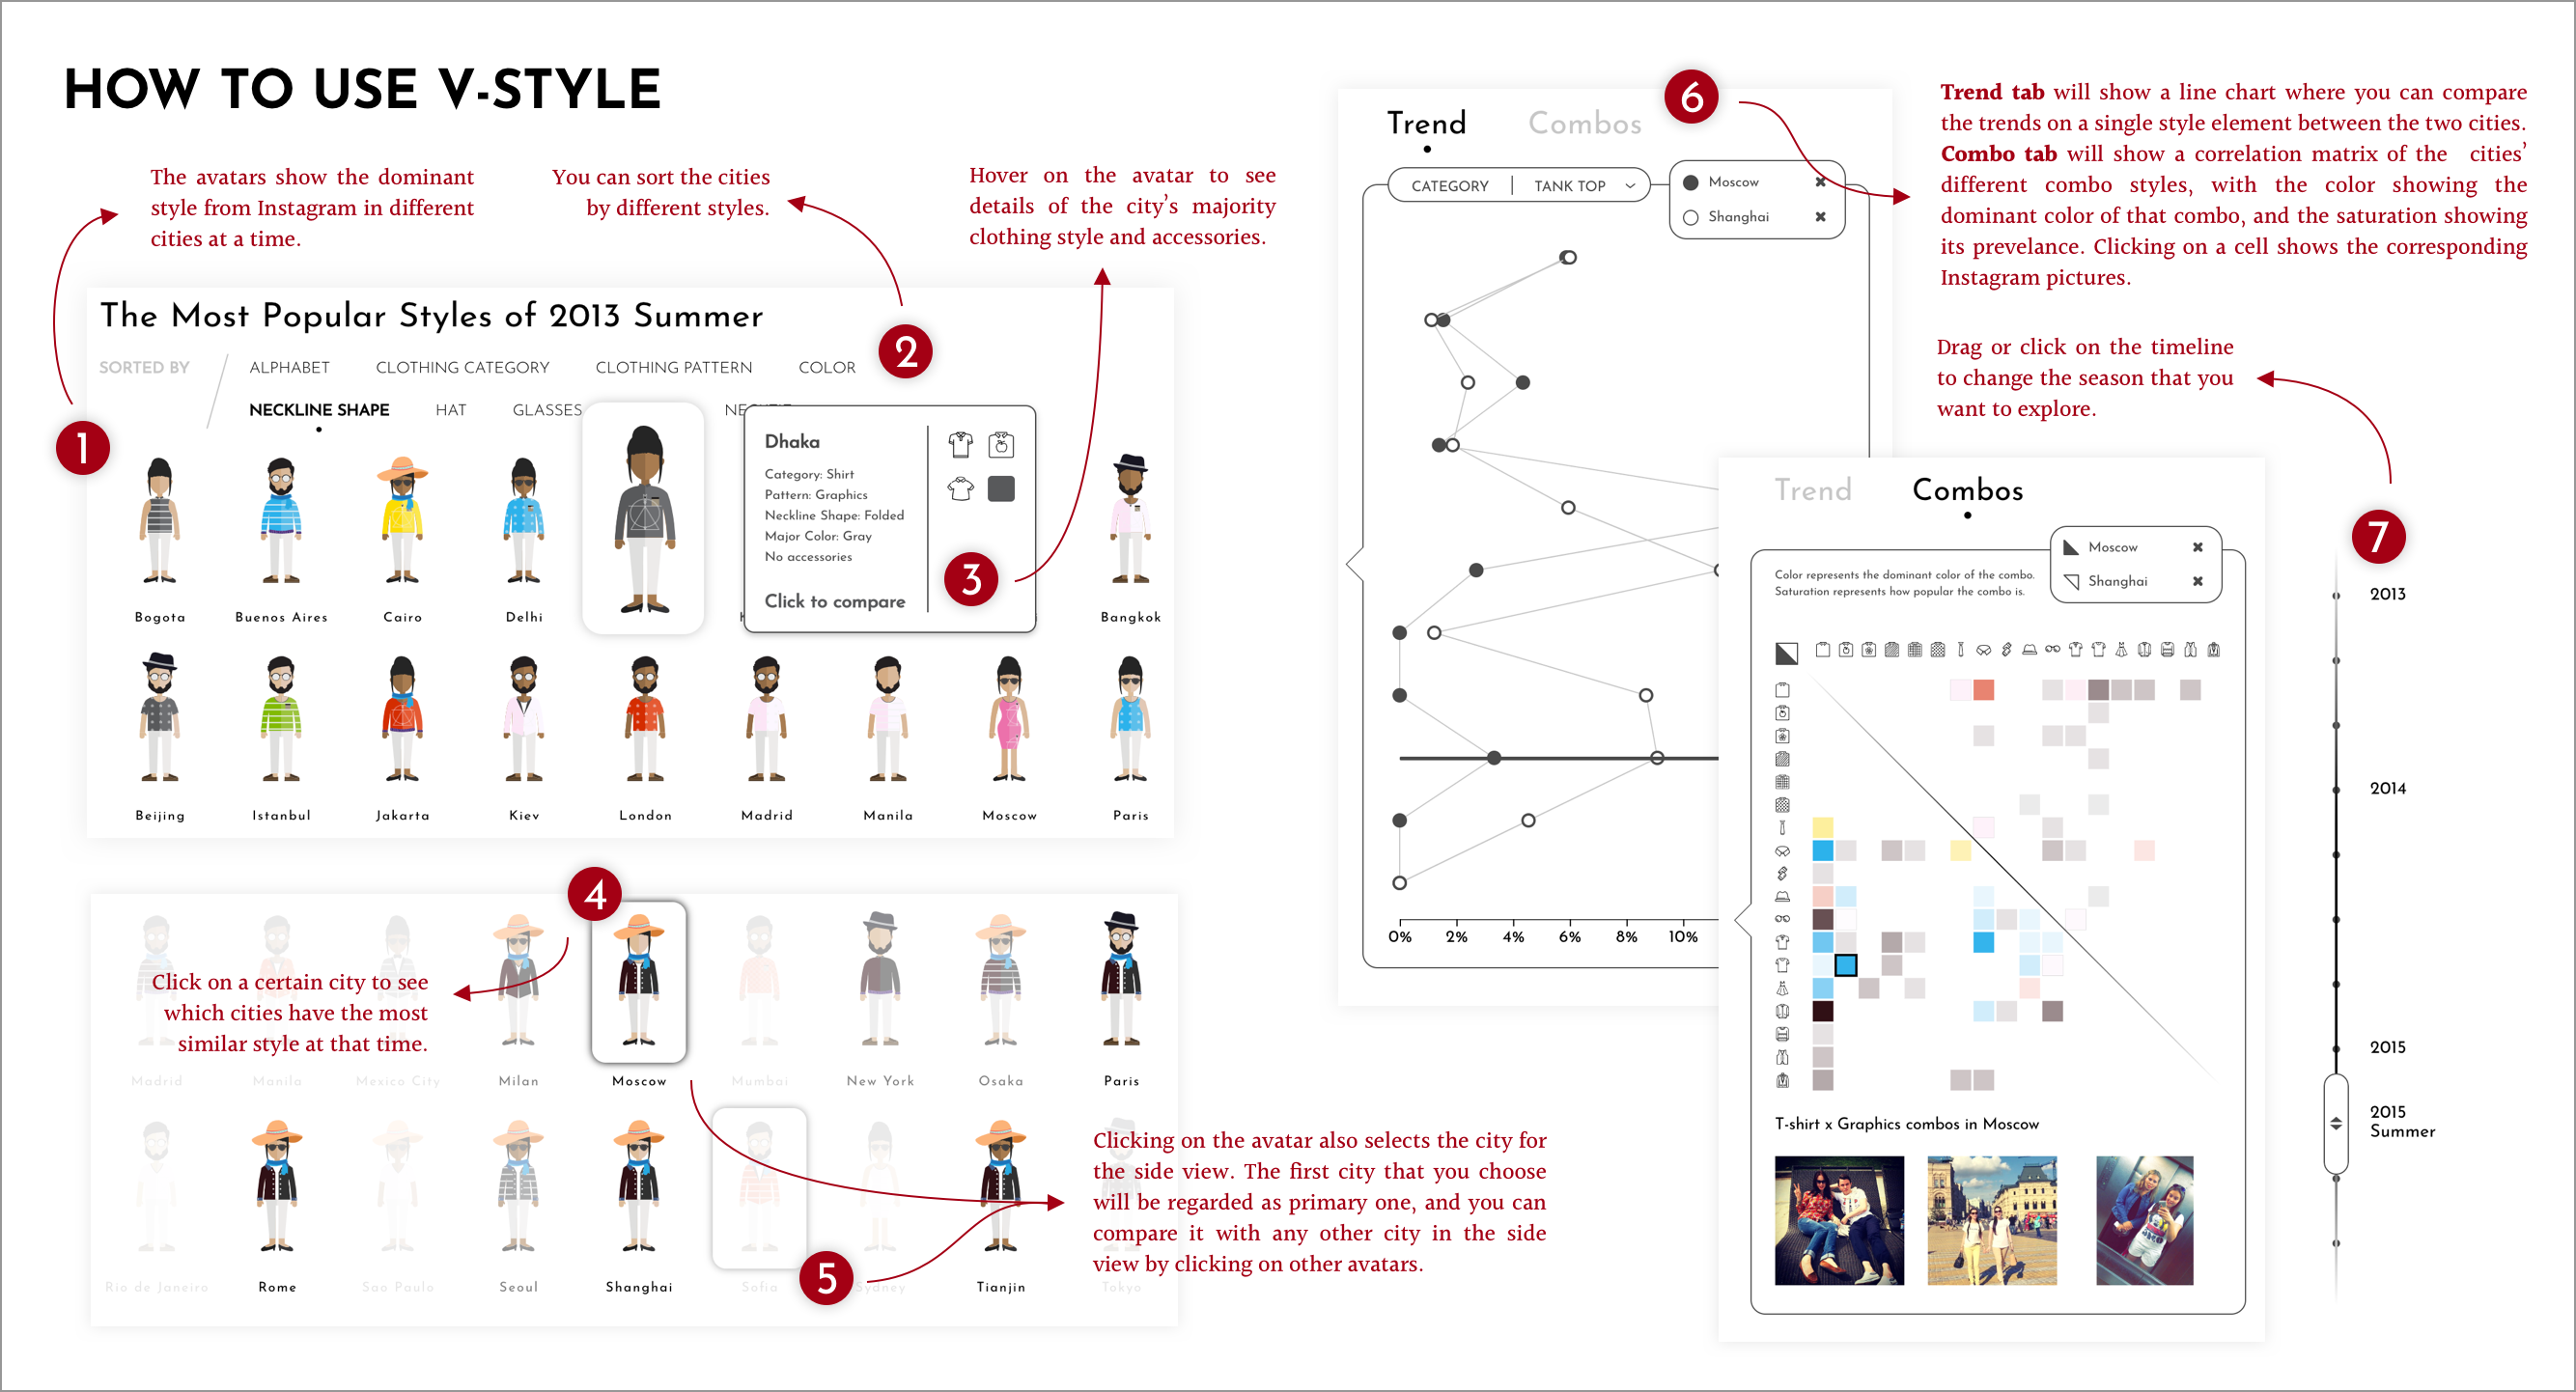 HOW TO USE V-STYLE
The avatars show the dominant
style from Instagram in different
cities at a time.
You can sort the cities
by different styles.
Hover on the avatar to see
details of the city's majority
clothing style and accessories.
1
2
3
The Most Popular Styles of 2013 Summer
SORTED BY
ALPHABET
CLOTHING CATEGORY
CLOTHING PATTERN
COLOR
NECKLINE SHAPE
HAT
GLASSES
Dhaka
Category: Shirt
Pattern: Graphics
Neckline Shape: Folded
Major Color: Gray
No accessories
Click to compare
Bogota
Buenos Aires
Cairo
Delhi
Bangkok
Beijing
Istanbul
Jakarta
Kiev
London
Madrid
Manila
Moscow
Paris
4
Click on a certain city to see
which cities have the most
similar style at that time.
Madrid
Manila
Mexico City
Milan
Moscow
Mumbai
New York
Osaka
Paris
Rio de Janeiro
Rome
Sao Paulo
Seoul
Shanghai
Sofia
Sydney
Tianjin
Tokyo
5
Clicking on the avatar also selects the city for
the side view. The first city that you choose
will be regarded as primary one, and you can
compare it with any other city in the side
view by clicking on other avatars.
Trend
Combos
6
CATEGORY
TANK TOP
Moscow
Shanghai
0%
2%
4%
6%
8%
10%
Trend tab will show a line chart where you can compare
the trends on a single style element between the two cities.
Combo tab will show a correlation matrix of the cities'
different combo styles, with the color showing the
dominant color of that combo, and the saturation showing
its prevelance. Clicking on a cell shows the corresponding
Instagram pictures.
Drag or click on the timeline
to change the season that you
want to explore.
7
Trend
Combos
Moscow
Shanghai
Color represents the dominant color of the combo.
Saturation represents how popular the combo is.
T-shirt x Graphics combos in Moscow
2013
2014
2015
2015
Summer